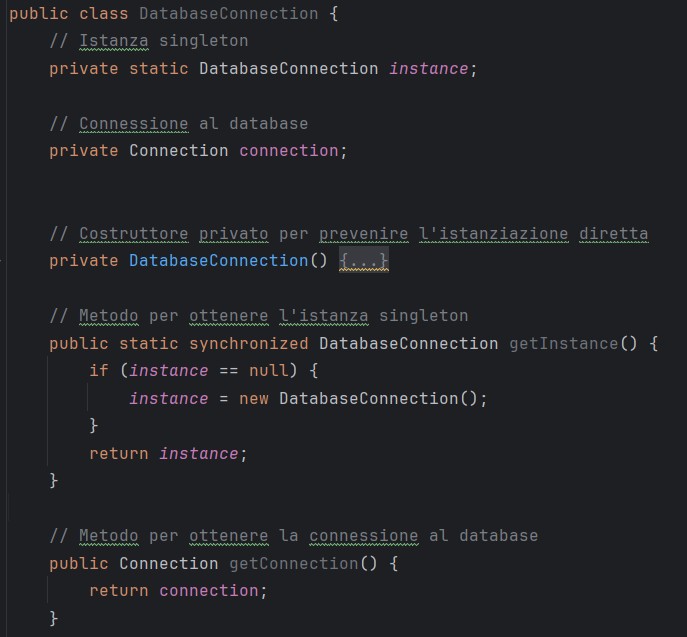 public class DatabaseConnection {
// Istanza singleton
private static DatabaseConnection instance;
// Connessione al database
private Connection connection;
// Costruttore privato per prevenire l'istanziazione diretta
private DatabaseConnection() {...}
// Metodo per ottenere l'istanza singleton
public static synchronized DatabaseConnection getInstance() {
if (instance == null) {
instance = new DatabaseConnection();
}
return instance;
}
// Metodo per ottenere la connessione al database
public Connection getConnection() {
return connection;
}